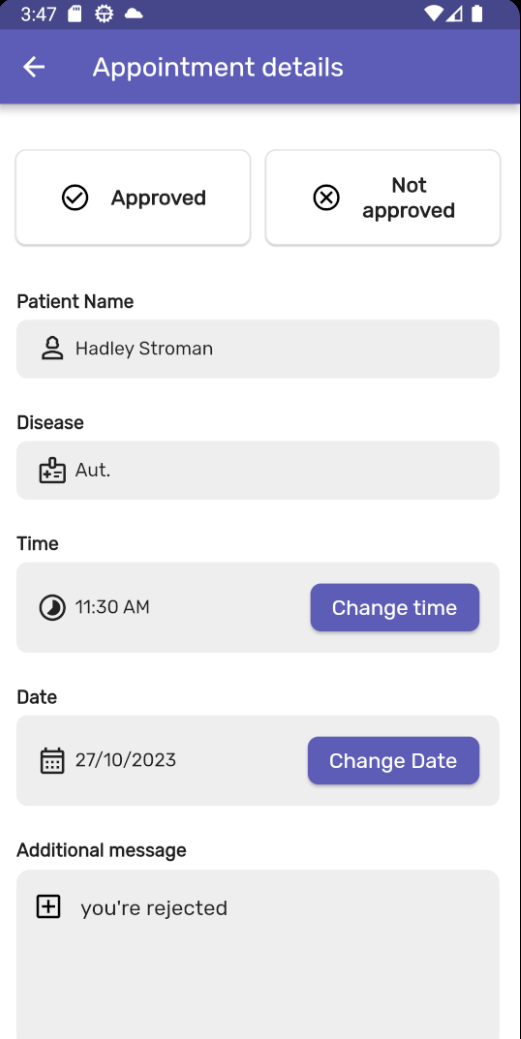 3:47
Appointment details
Approved
Not
approved
Patient Name
Hadley Stroman
Disease
Aut.
Time
11:30 AM
Change time
Date
27/10/2023
Change Date
Additional message
you're rejected